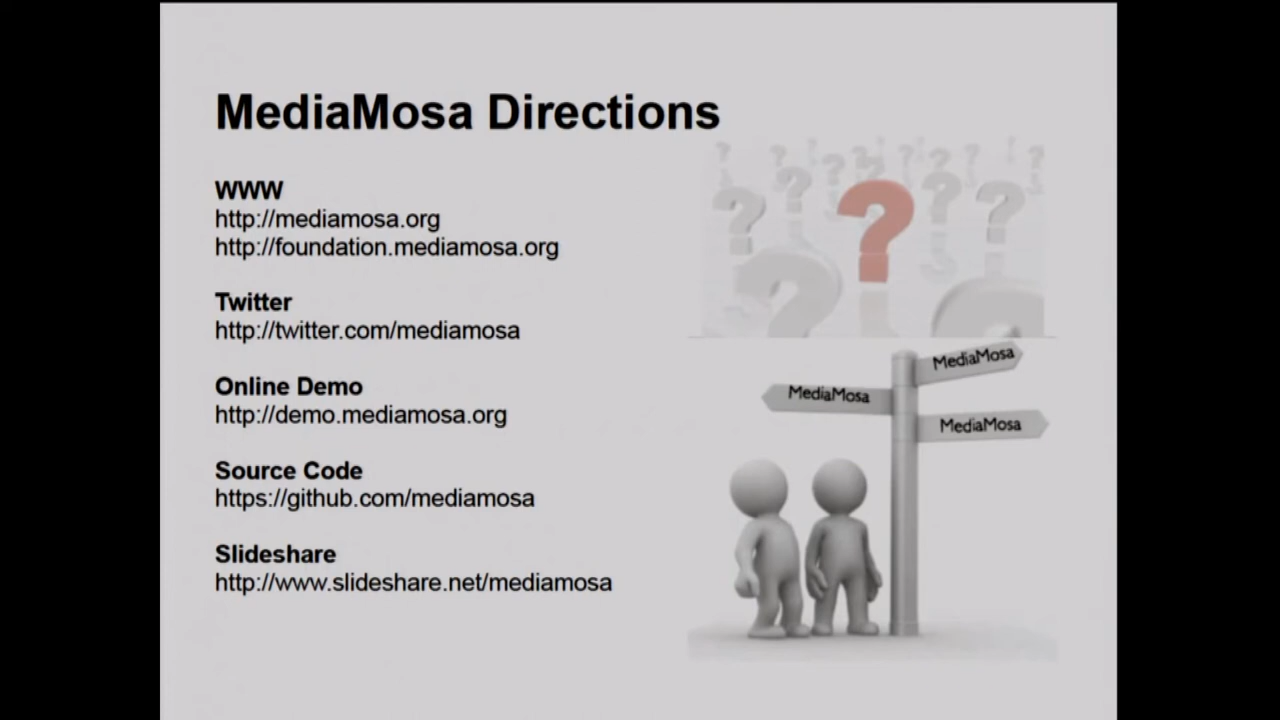 MediaMosa Directions
WWW
http://mediamosa.org
http://foundation.mediamosa.org
Twitter
http://twitter.com/mediamosa
Online Demo
http://demo.mediamosa.org
Source Code
https://github.com/mediamosa
Slideshare
http://www.slideshare.net/mediamosa
MediaMosa
MediaMosa
MediaMosa